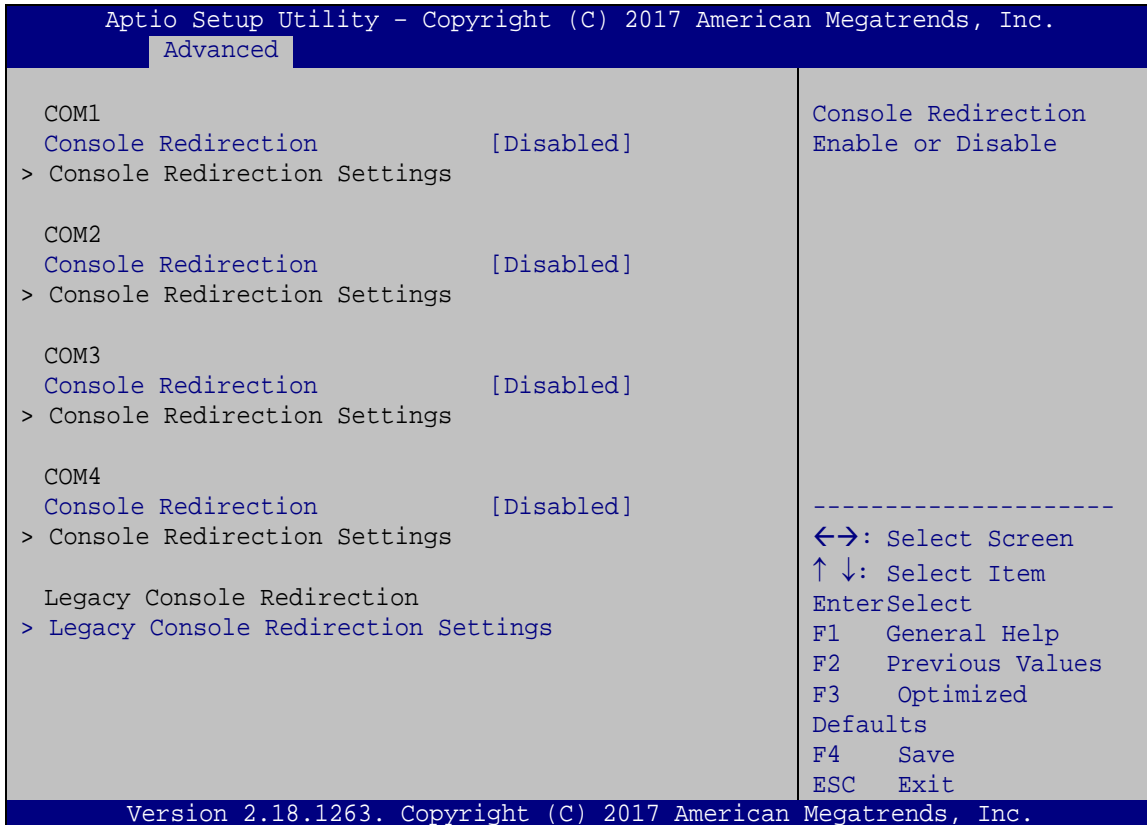 Aptio Setup Utility – Copyright (C) 2017 American Megatrends, Inc.
Advanced
COM1
Console Redirection [Disabled]
> Console Redirection Settings
COM2
Console Redirection [Disabled]
> Console Redirection Settings
COM3
Console Redirection [Disabled]
> Console Redirection Settings
COM4
Console Redirection [Disabled]
> Console Redirection Settings
Legacy Console Redirection
> Legacy Console Redirection Settings
Console Redirection
Enable or Disable
---------------------
←→: Select Screen
↑ ↓: Select Item
EnterSelect
F1 General Help
F2 Previous Values
F3 Optimized
Defaults
F4 Save
ESC Exit
Version 2.18.1263. Copyright (C) 2017 American Megatrends, Inc.